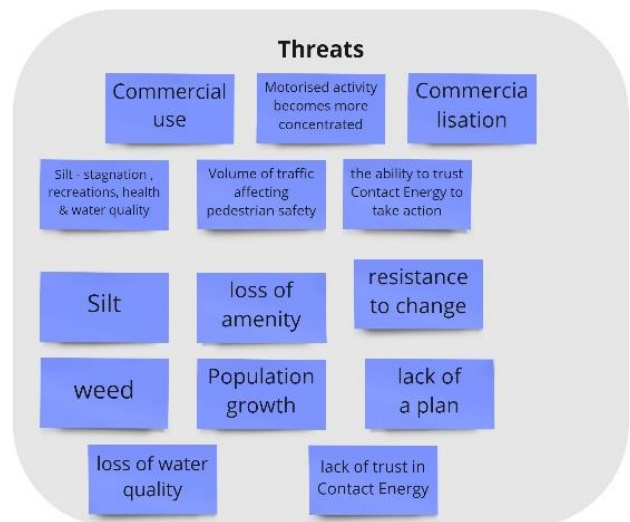 Threats
Commercial
use
Motorised activity
becomes more
concentrated
Commercia
lisation
Silt - stagnation ,
recreations, health
& water quality
Volume of traffic
affecting
pedestrian safety
the ability to trust
Contact Energy to
take action
Silt
loss of
amenity
resistance
to change
weed
Population
growth
lack of
a plan
loss of water
quality
lack of trust in
Contact Energy